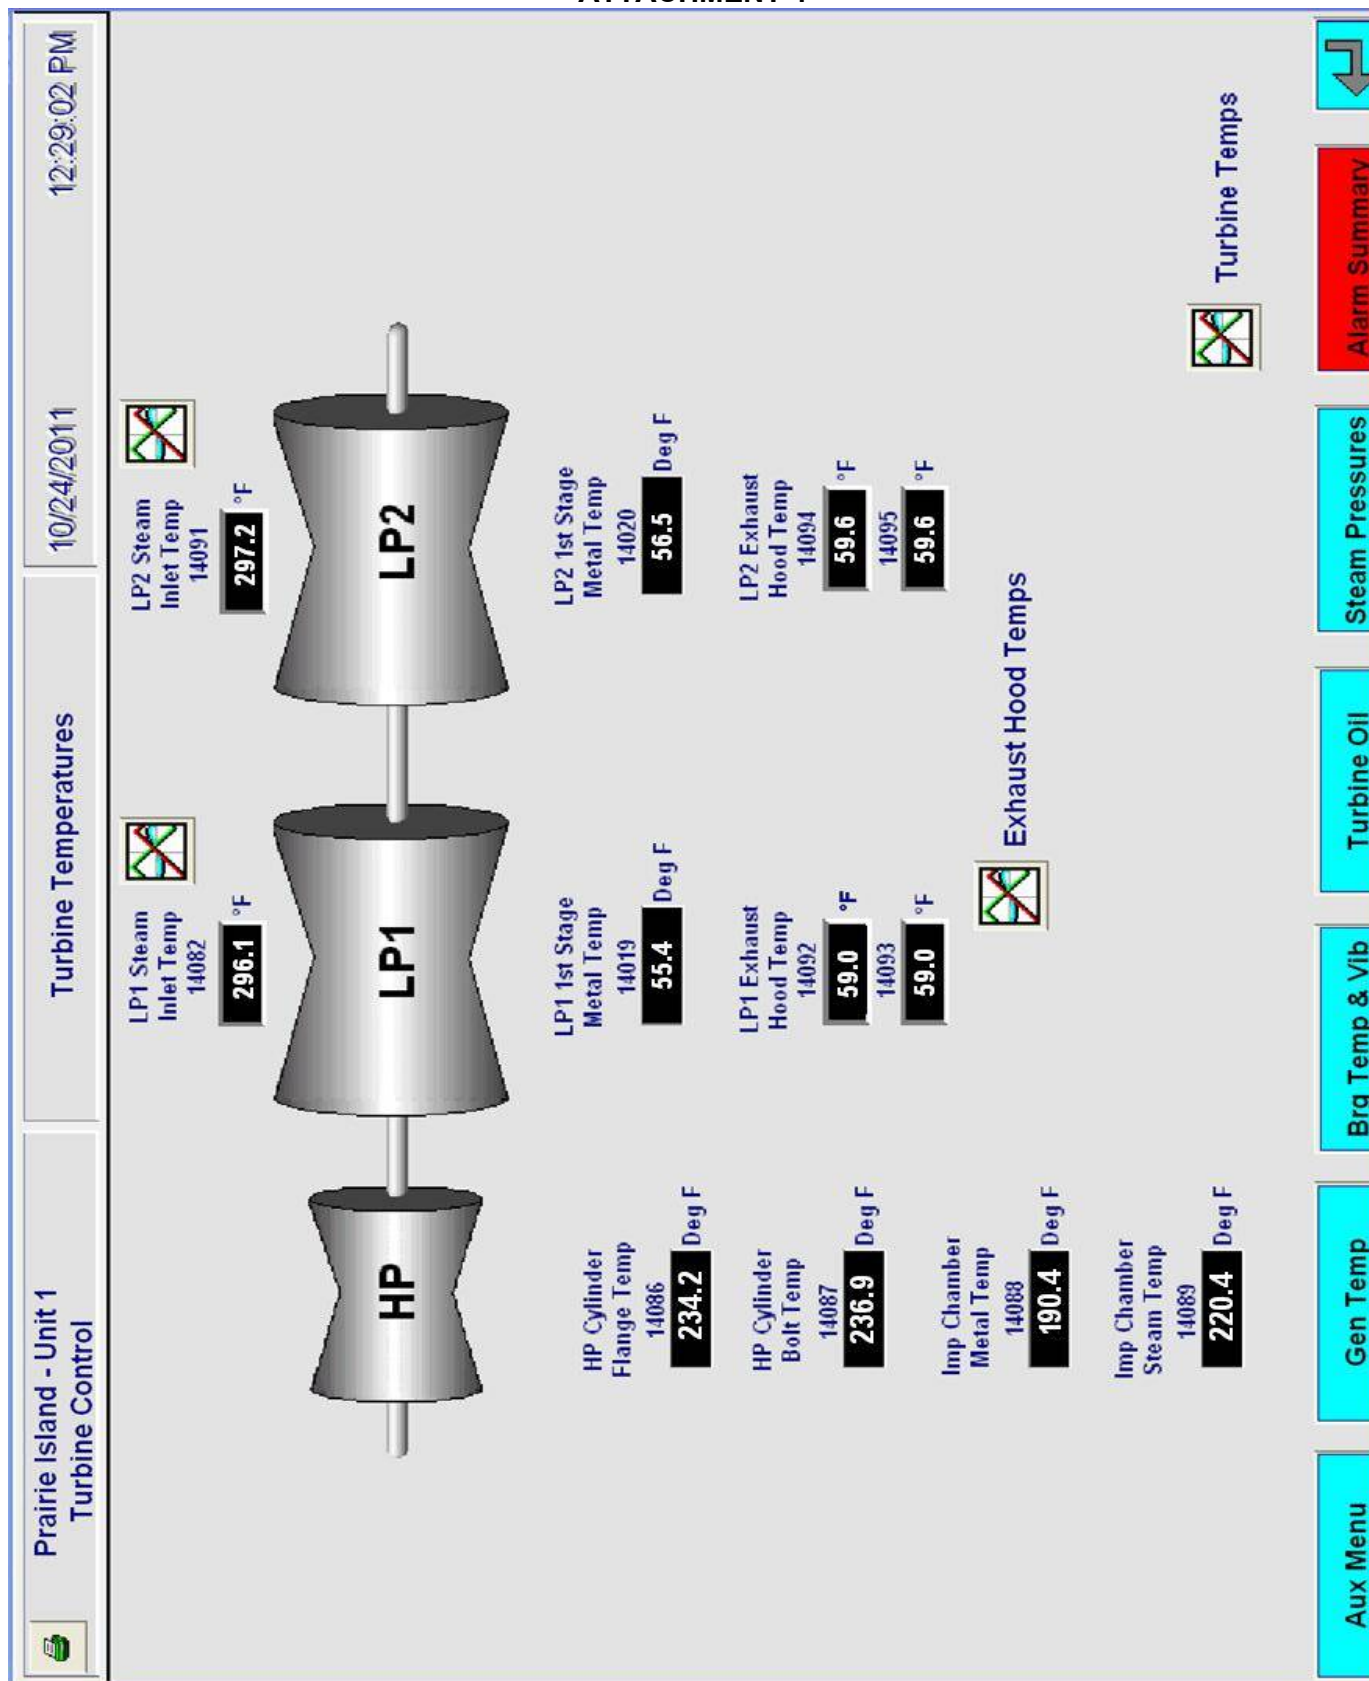 Prairie Island - Unit 1
Turbine Control
Turbine Temperatures
10/24/2011
12:29:02 PM
LP1 Steam
Inlet Temp
14082
296.1 °F
LP2 Steam
Inlet Temp
14091
297.2 °F
HP
LP1
LP2
HP Cylinder
Flange Temp
14086
234.2 Deg F
HP Cylinder
Bolt Temp
14087
236.9 Deg F
Imp Chamber
Metal Temp
14088
190.4 Deg F
Imp Chamber
Steam Temp
14089
220.4 Deg F
LP1 1st Stage
Metal Temp
14019
55.4 Deg F
LP1 Exhaust
Hood Temp
14092
59.0 °F
14093
59.0 °F
LP2 1st Stage
Metal Temp
14020
56.5 Deg F
LP2 Exhaust
Hood Temp
14094
59.6 °F
14095
59.6 °F
Exhaust Hood Temps
Turbine Temps
Aux Menu
Gen Temp
Brg Temp & Vib
Turbine Oil
Steam Pressures
Alarm Summary